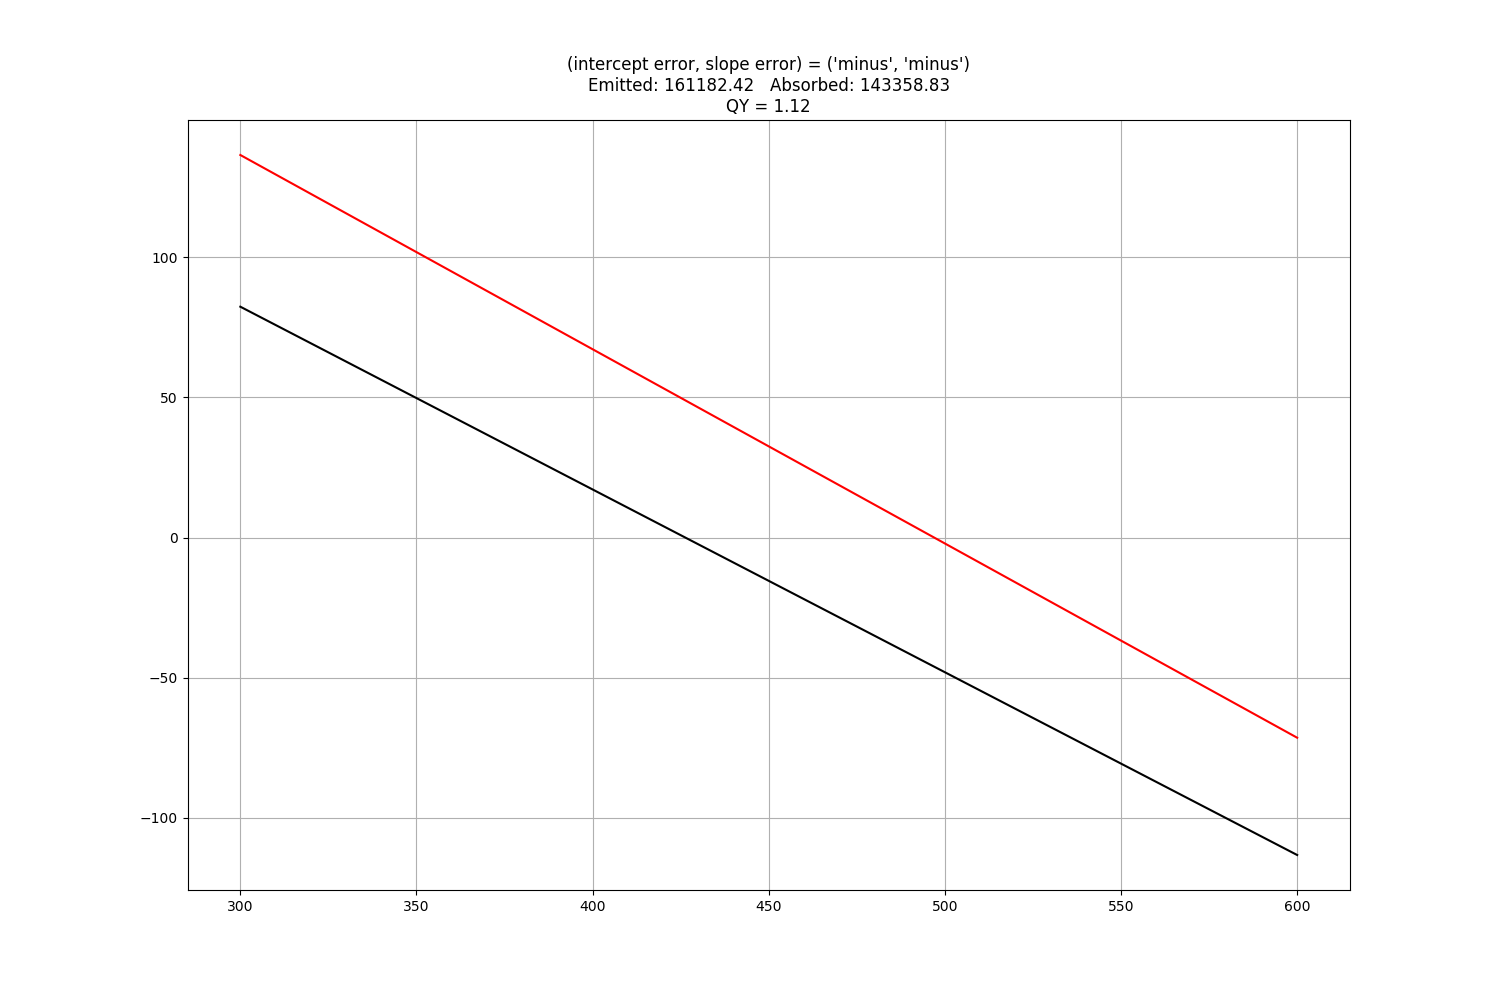 (intercept error, slope error) = ('minus', 'minus')
Emitted: 161182.42   Absorbed: 143358.83
QY = 1.12
100
50
0
−50
−100
300 350 400 450 500 550 600